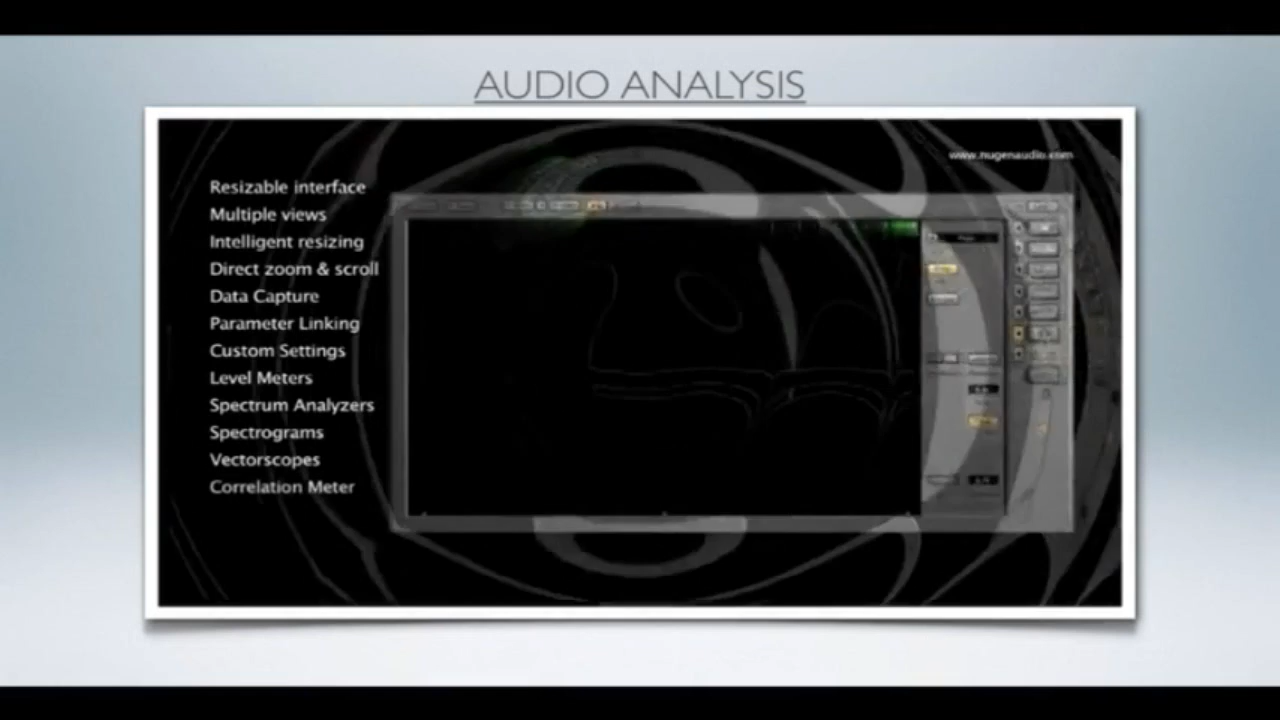 AUDIO ANALYSIS
www.nugenaudio.com
Resizable interface
Multiple views
Intelligent resizing
Direct zoom & scroll
Data Capture
Parameter Linking
Custom Settings
Level Meters
Spectrum Analyzers
Spectrograms
Vectorscopes
Correlation Meter